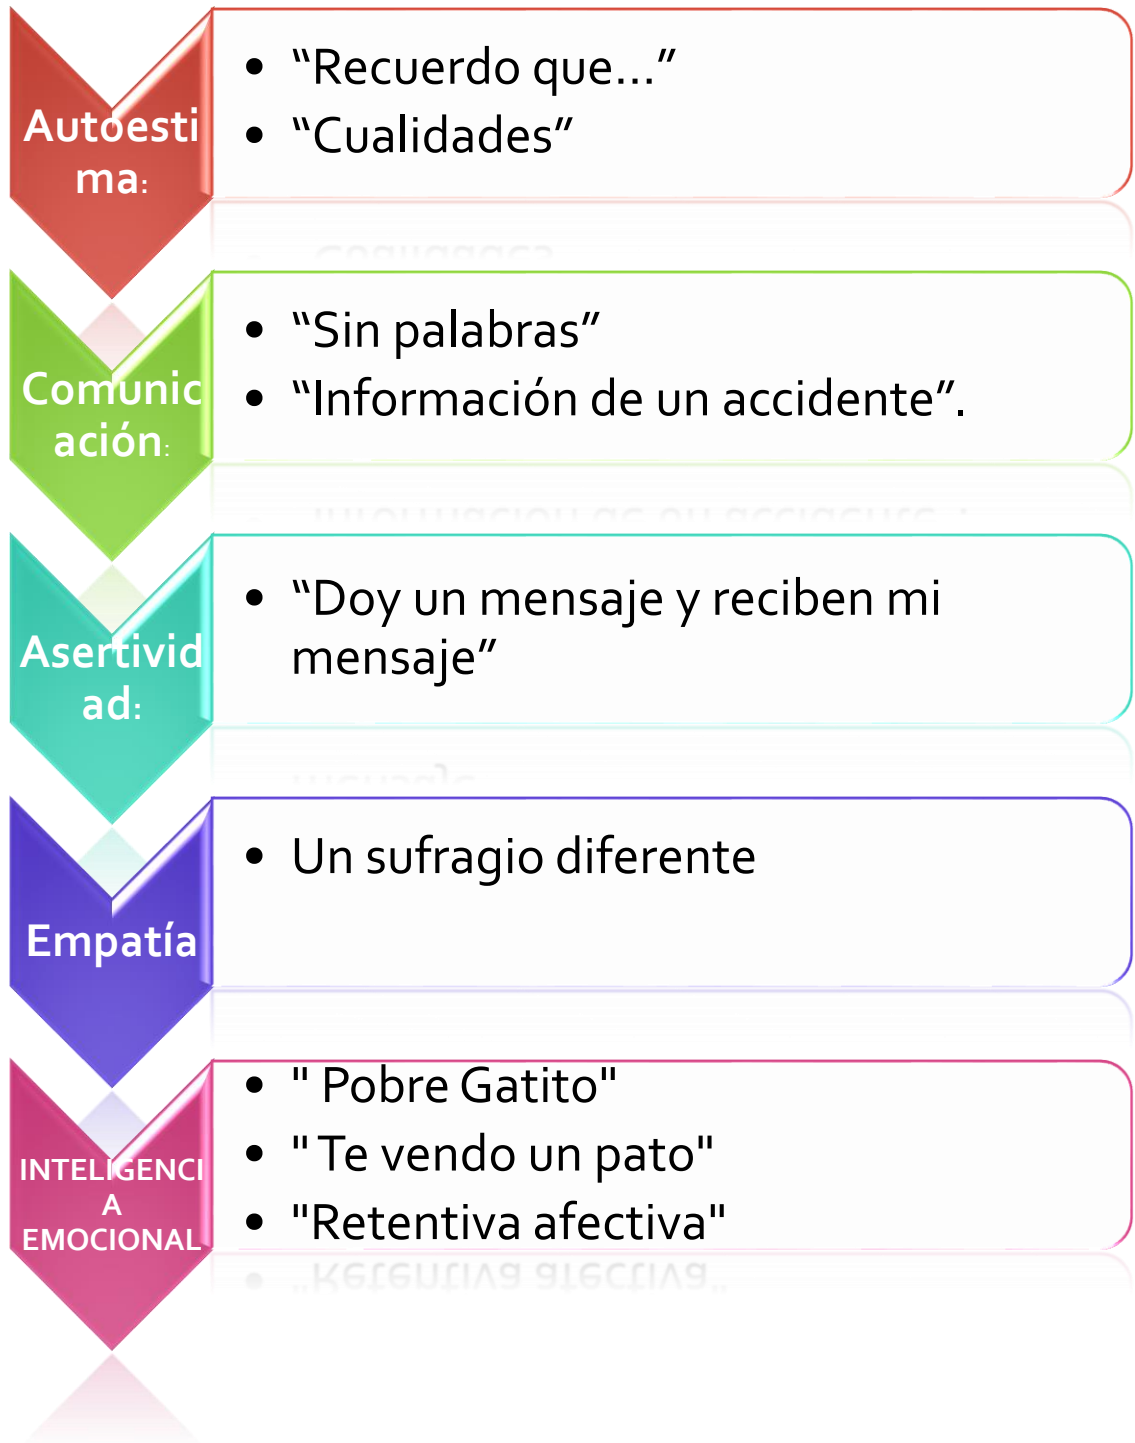 Autoesti
ma:
• “Recuerdo que...”
• “Cualidades”
Comunic
ación:
• “Sin palabras”
• “Información de un accidente”.
Asertivid
ad:
• “Doy un mensaje y reciben mi
mensaje”
Empatía
• Un sufragio diferente
INTELIGENCI
A
EMOCIONAL
• " Pobre Gatito"
• " Te vendo un pato"
• "Retentiva afectiva"